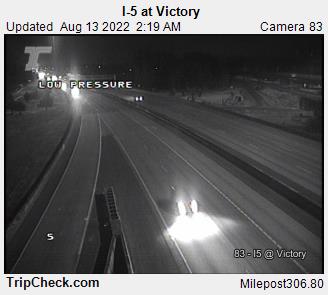 I-5 at Victory
Updated Aug 13 2022 2:19 AM Camera 83
LOW PRESSURE
S
83 - I5 @ Victory
TripCheck.com Milepost306.80